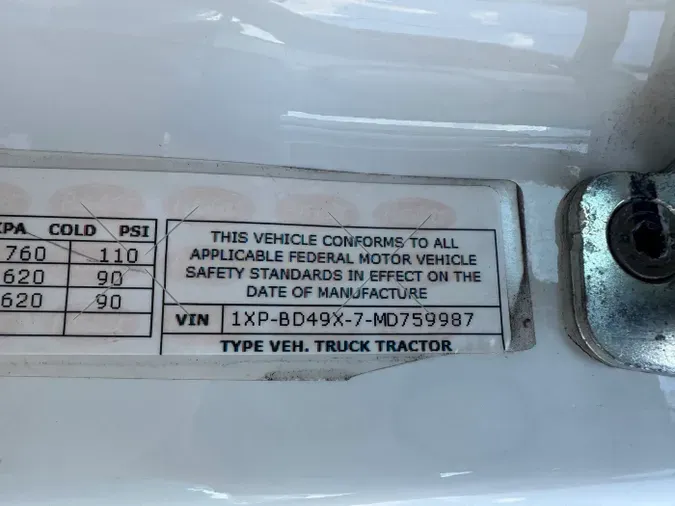 KPA COLD PSI
760 110
620 90
620 90
THIS VEHICLE CONFORMS TO ALL
APPLICABLE FEDERAL MOTOR VEHICLE
SAFETY STANDARDS IN EFFECT ON THE
DATE OF MANUFACTURE
VIN 1XP-BD49X-7-MD759987
TYPE VEH. TRUCK TRACTOR